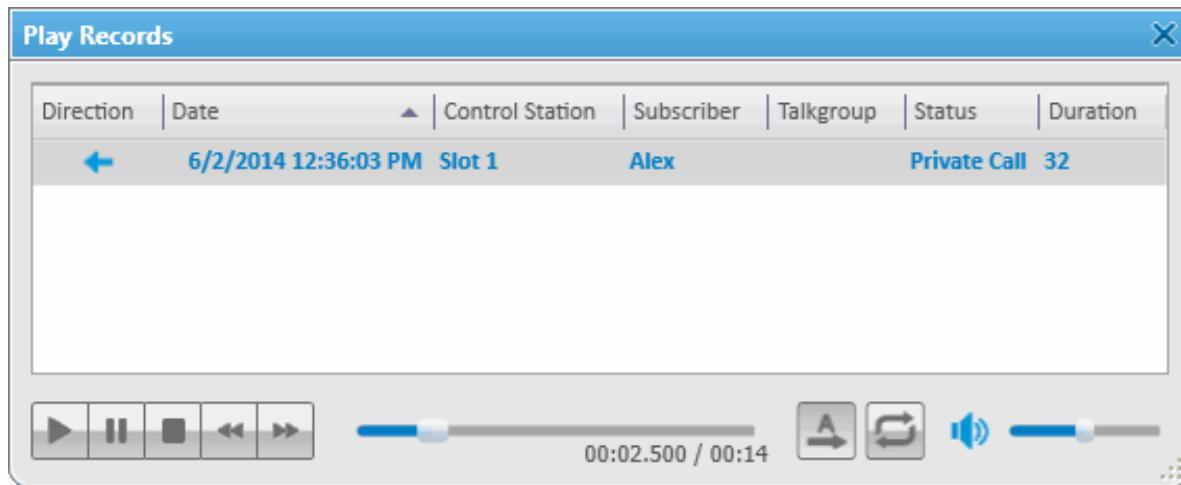 Play Records
Direction Date Control Station Subscriber Talkgroup Status Duration
6/2/2014 12:36:03 PM Slot 1 Alex Private Call 32
00:02.500 / 00:14
A